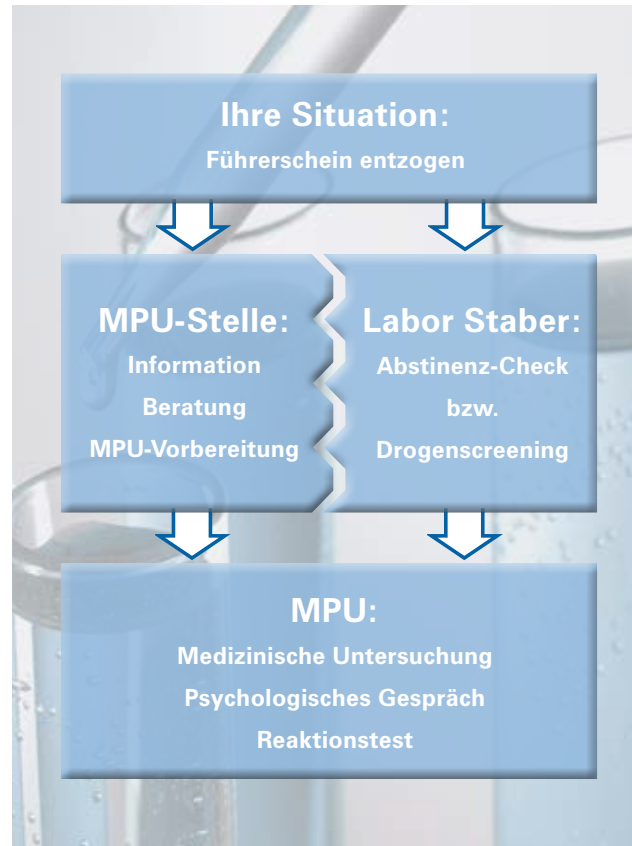 Ihre Situation:
Führerschein entzogen
MPU-Stelle:
Information
Beratung
MPU-Vorbereitung
Labor Staber:
Abstinenz-Check
bzw.
Drogenscreening
MPU:
Medizinische Untersuchung
Psychologisches Gespräch
Reaktionstest